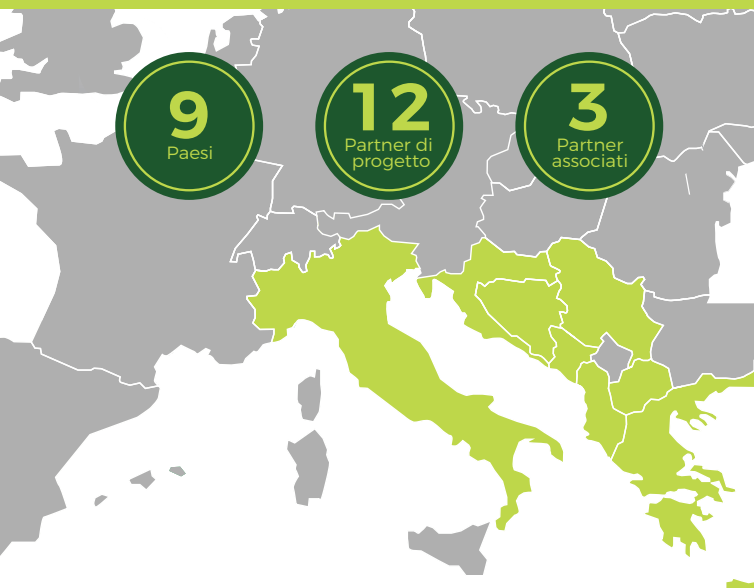 9
Paesi
12
Partner di
progetto
3
Partner
associati